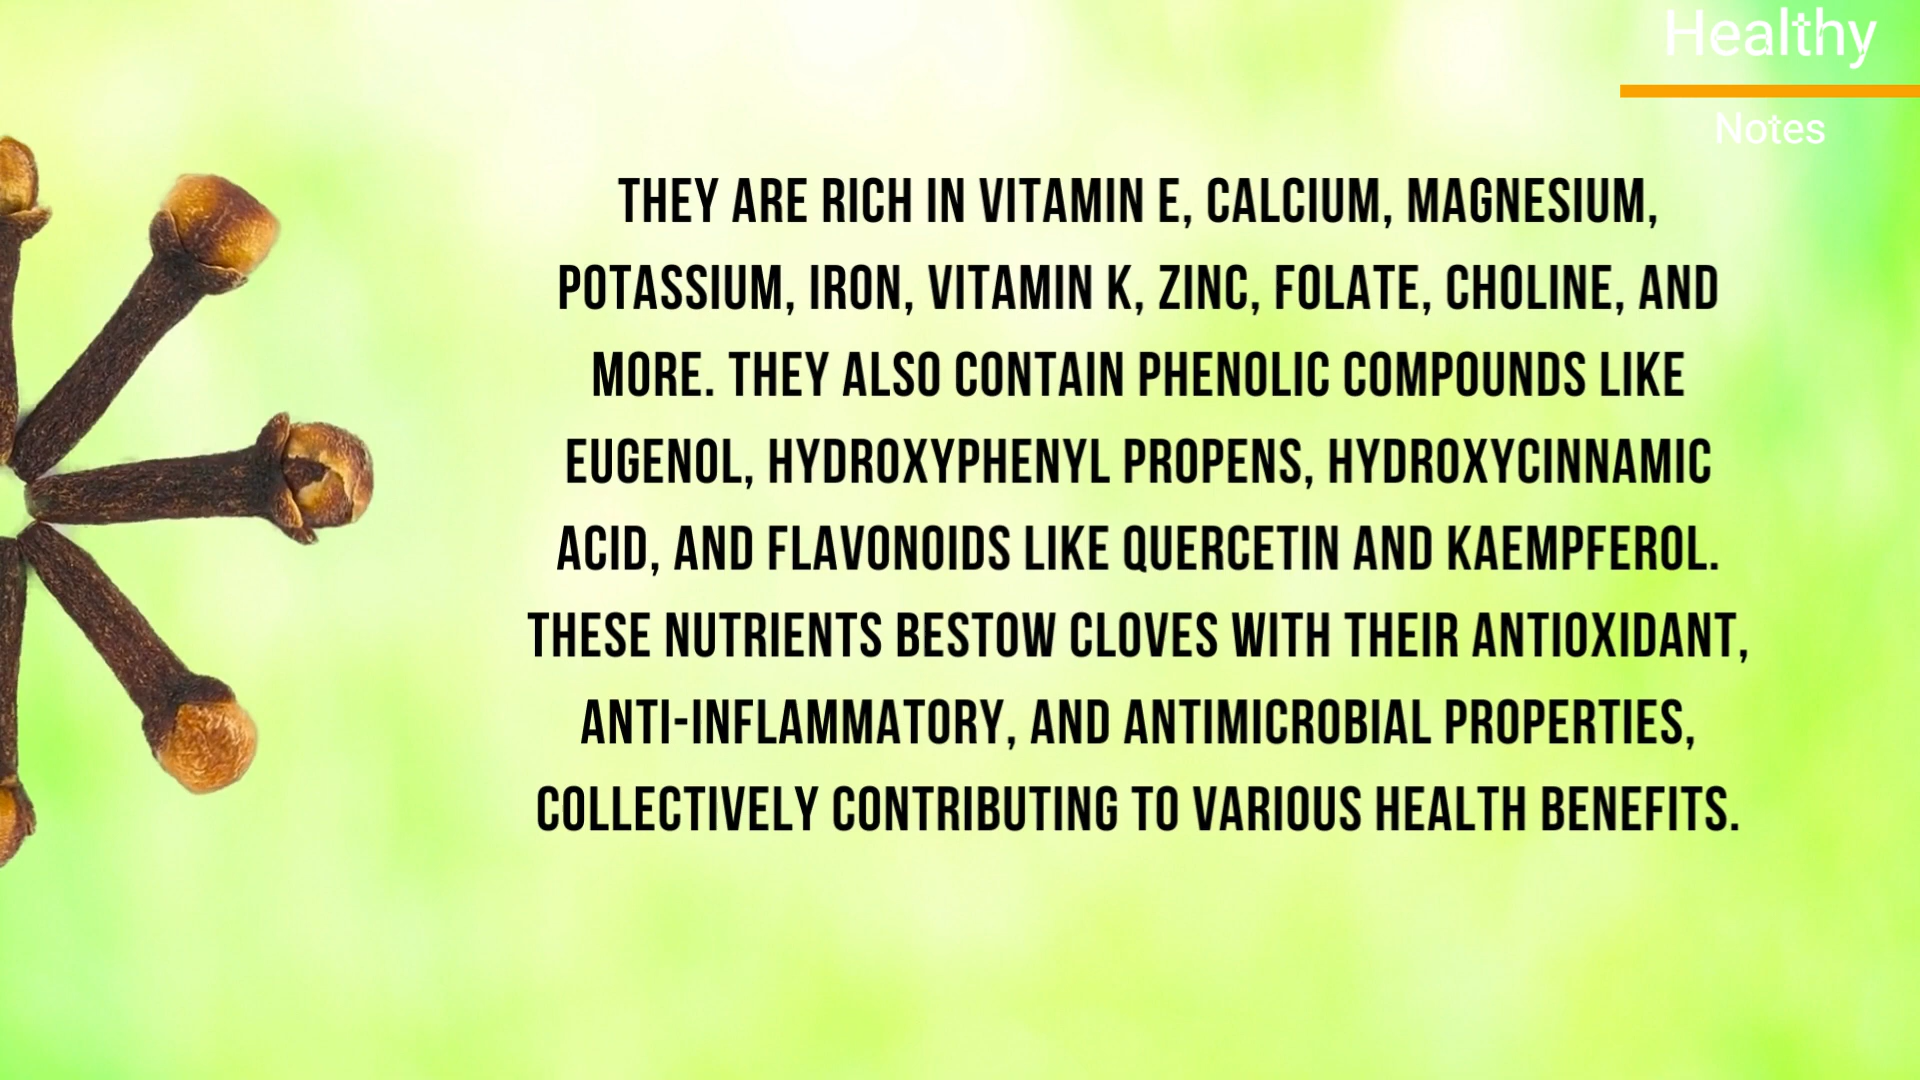 Healthy
Notes
THEY ARE RICH IN VITAMIN E, CALCIUM, MAGNESIUM,
POTASSIUM, IRON, VITAMIN K, ZINC, FOLATE, CHOLINE, AND
MORE. THEY ALSO CONTAIN PHENOLIC COMPOUNDS LIKE
EUGENOL, HYDROXYPHENYL PROPENS, HYDROXYCINNAMIC
ACID, AND FLAVONOIDS LIKE QUERCETIN AND KAEMPFEROL.
THESE NUTRIENTS BESTOW CLOVES WITH THEIR ANTIOXIDANT,
ANTI-INFLAMMATORY, AND ANTIMICROBIAL PROPERTIES,
COLLECTIVELY CONTRIBUTING TO VARIOUS HEALTH BENEFITS.